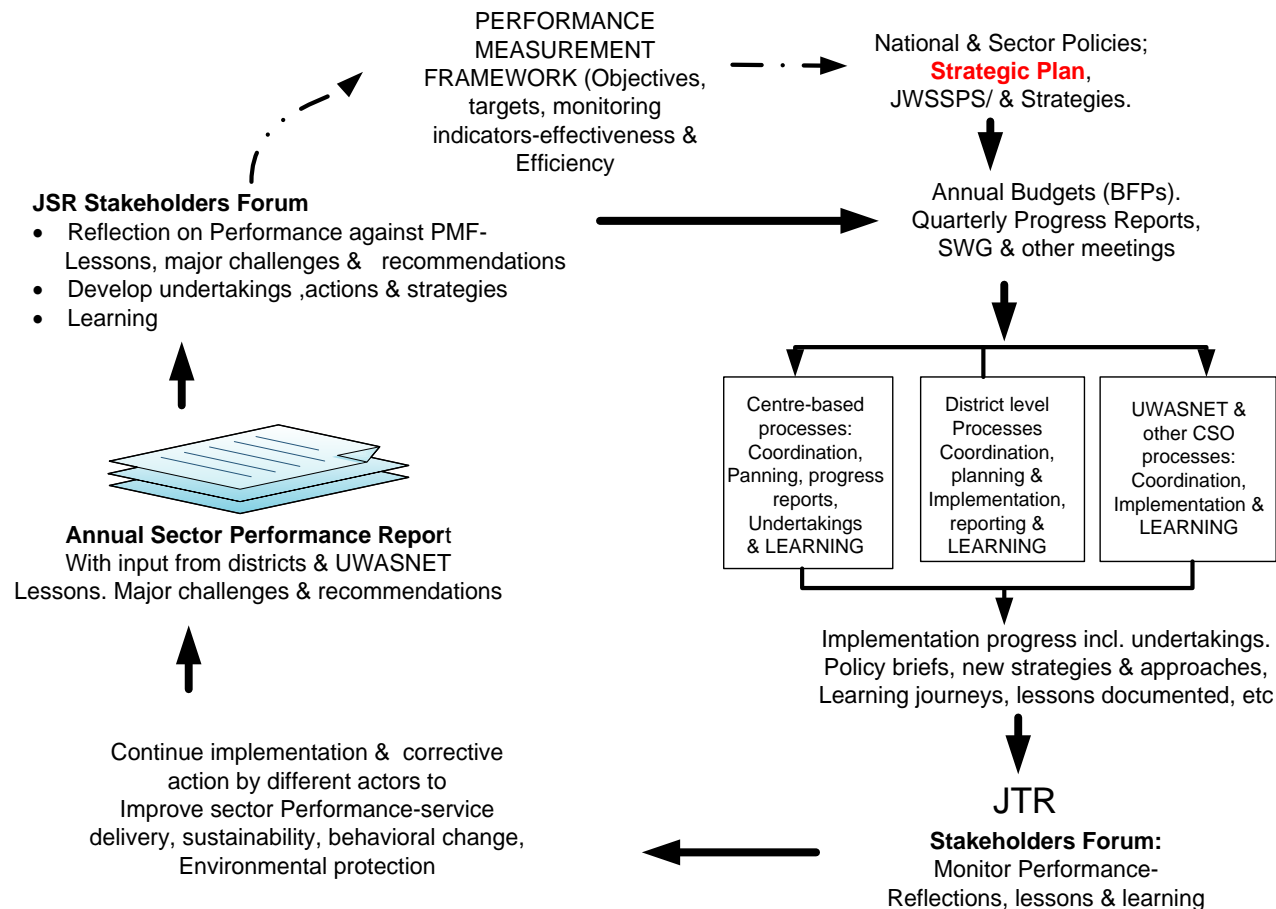 PERFORMANCE
MEASUREMENT
FRAMEWORK (Objectives,
targets, monitoring
indicators-effectiveness &
Efficiency
National & Sector Policies;
Strategic Plan,
JWSSPS/ & Strategies.
JSR Stakeholders Forum
• Reflection on Performance against PMF-
Lessons, major challenges & recommendations
• Develop undertakings ,actions & strategies
• Learning
Annual Budgets (BFPs).
Quarterly Progress Reports,
SWG & other meetings
Centre-based
processes:
Coordination,
Panning, progress
reports,
Undertakings
& LEARNING
District level
Processes
Coordination,
planning &
Implementation,
reporting &
LEARNING
UWASNET &
other CSO
processes:
Coordination,
Implementation &
LEARNING
Annual Sector Performance Report
With input from districts & UWASNET
Lessons. Major challenges & recommendations
Implementation progress incl. undertakings.
Policy briefs, new strategies & approaches,
Learning journeys, lessons documented, etc
Continue implementation & corrective
action by different actors to
Improve sector Performance-service
delivery, sustainability, behavioral change,
Environmental protection
JTR
Stakeholders Forum:
Monitor Performance-
Reflections, lessons & learning